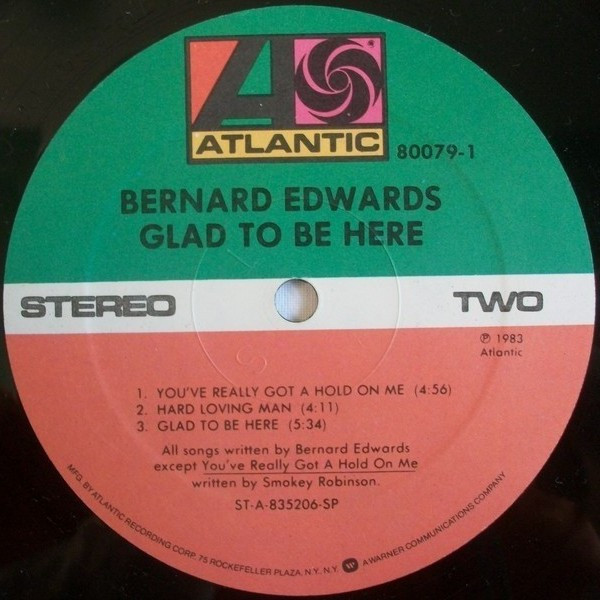 ATLANTIC
80079-1
BERNARD EDWARDS
GLAD TO BE HERE
STEREO
TWO
℗ 1983
Atlantic
1. YOU'VE REALLY GOT A HOLD ON ME (4:56)
2. HARD LOVING MAN (4:11)
3. GLAD TO BE HERE (5:34)
All songs written by Bernard Edwards
except You've Really Got A Hold On Me
written by Smokey Robinson.
ST-A-835206-SP
MFG. BY ATLANTIC RECORDING CORP. 75 ROCKEFELLER PLAZA, N.Y. N.Y. A WARNER COMMUNICATIONS COMPANY